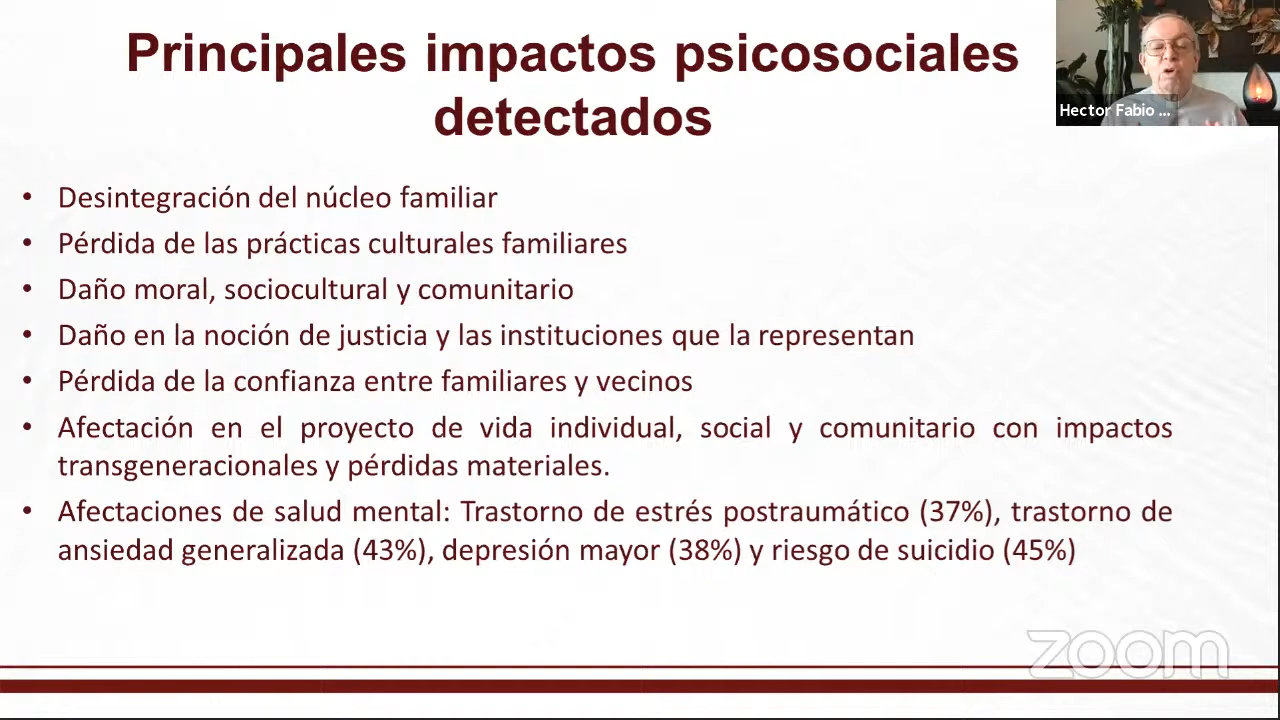 Principales impactos psicosociales
detectados
Hector Fabio ...
• Desintegración del núcleo familiar
• Pérdida de las prácticas culturales familiares
• Daño moral, sociocultural y comunitario
• Daño en la noción de justicia y las instituciones que la representan
• Pérdida de la confianza entre familiares y vecinos
• Afectación en el proyecto de vida individual, social y comunitario con impactos
transgeneracionales y pérdidas materiales.
• Afectaciones de salud mental: Trastorno de estrés postraumático (37%), trastorno de
ansiedad generalizada (43%), depresión mayor (38%) y riesgo de suicidio (45%)
zoom